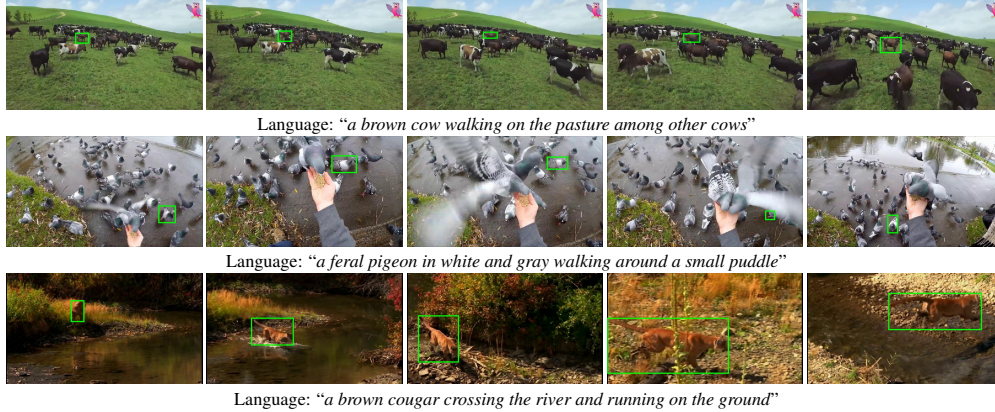 Language: “a brown cow walking on the pasture among other cows”
Language: “a feral pigeon in white and gray walking around a small puddle”
Language: “a brown cougar crossing the river and running on the ground”